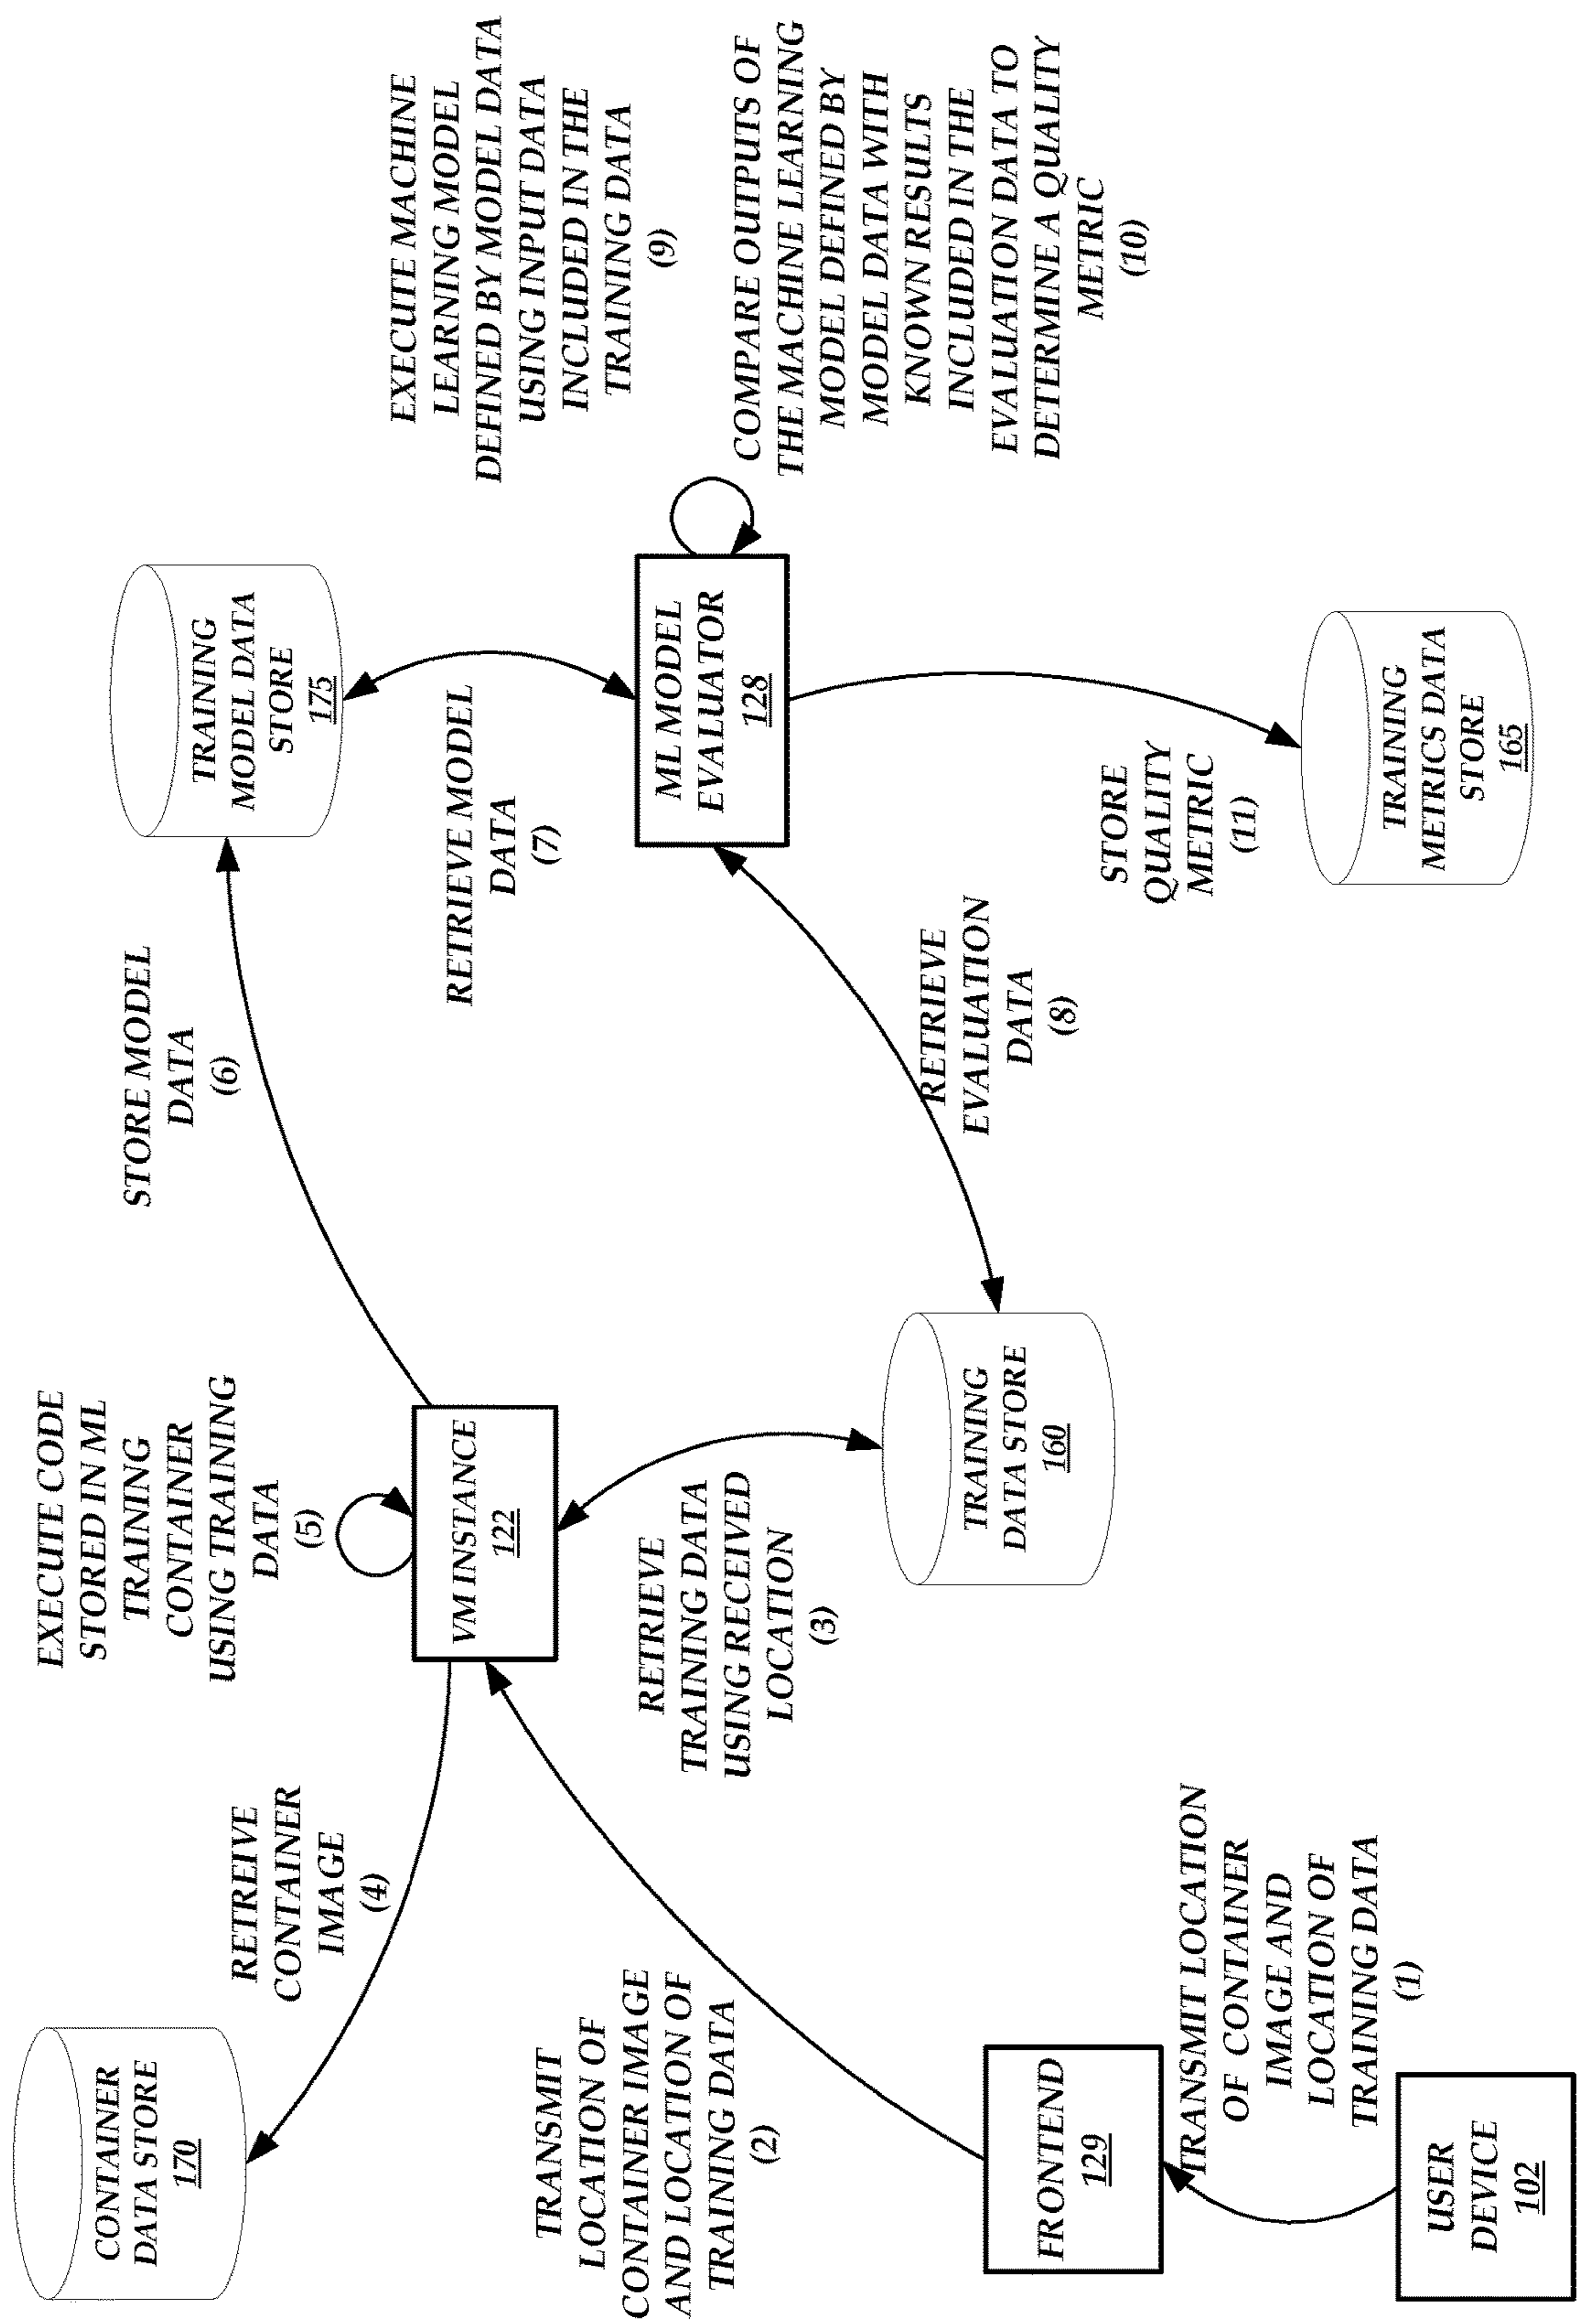 CONTAINER
DATA STORE
170
RETREIVE
CONTAINER
IMAGE
(4)
EXECUTE CODE
STORED IN ML
TRAINING
CONTAINER
USING TRAINING
DATA
(5)
STORE MODEL
DATA
(6)
TRAINING
MODEL DATA
STORE
175
EXECUTE MACHINE
LEARNING MODEL
DEFINED BY MODEL DATA
USING INPUT DATA
INCLUDED IN THE
TRAINING DATA
(9)
VM INSTANCE
122
RETRIEVE MODEL
DATA
(7)
ML MODEL
EVALUATOR
128
COMPARE OUTPUTS OF
THE MACHINE LEARNING
MODEL DEFINED BY
MODEL DATA WITH
KNOWN RESULTS
INCLUDED IN THE
EVALUATION DATA TO
DETERMINE A QUALITY
METRIC
(10)
TRANSMIT
LOCATION OF
CONTAINER IMAGE
AND LOCATION OF
TRAINING DATA
(2)
RETRIEVE
TRAINING DATA
USING RECEIVED
LOCATION
(3)
TRAINING
DATA STORE
160
RETRIEVE
EVALUATION
DATA
(8)
STORE
QUALITY
METRIC
(11)
FRONTEND
129
TRANSMIT LOCATION
OF CONTAINER
IMAGE AND
LOCATION OF
TRAINING DATA
(1)
USER
DEVICE
102
TRAINING
METRICS DATA
STORE
165